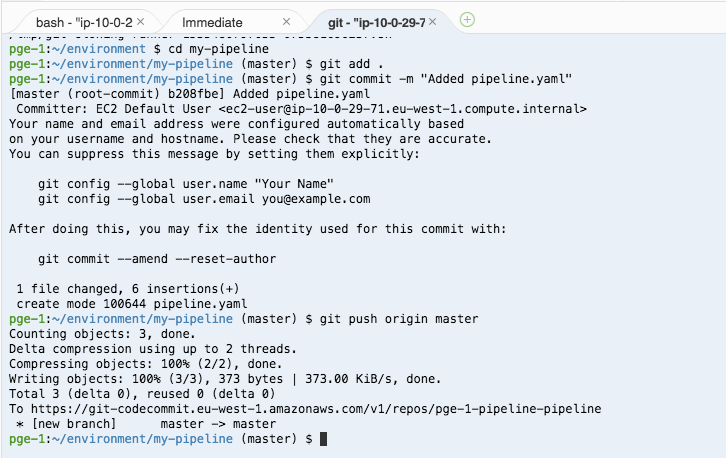 bash - "ip-10-0-2 ×
Immediate ×
git - "ip-10-0-29-7 ×
pge-1:~/environment $ cd my-pipeline
pge-1:~/environment/my-pipeline (master) $ git add .
pge-1:~/environment/my-pipeline (master) $ git commit -m "Added pipeline.yaml"
[master (root-commit) b208fbe] Added pipeline.yaml
 Committer: EC2 Default User <ec2-user@ip-10-0-29-71.eu-west-1.compute.internal>
Your name and email address were configured automatically based
on your username and hostname. Please check that they are accurate.
You can suppress this message by setting them explicitly:

    git config --global user.name "Your Name"
    git config --global user.email you@example.com

After doing this, you may fix the identity used for this commit with:

    git commit --amend --reset-author

 1 file changed, 6 insertions(+)
 create mode 100644 pipeline.yaml
pge-1:~/environment/my-pipeline (master) $ git push origin master
Counting objects: 3, done.
Delta compression using up to 2 threads.
Compressing objects: 100% (2/2), done.
Writing objects: 100% (3/3), 373 bytes | 373.00 KiB/s, done.
Total 3 (delta 0), reused 0 (delta 0)
To https://git-codecommit.eu-west-1.amazonaws.com/v1/repos/pge-1-pipeline-pipeline
 * [new branch]      master -> master
pge-1:~/environment/my-pipeline (master) $